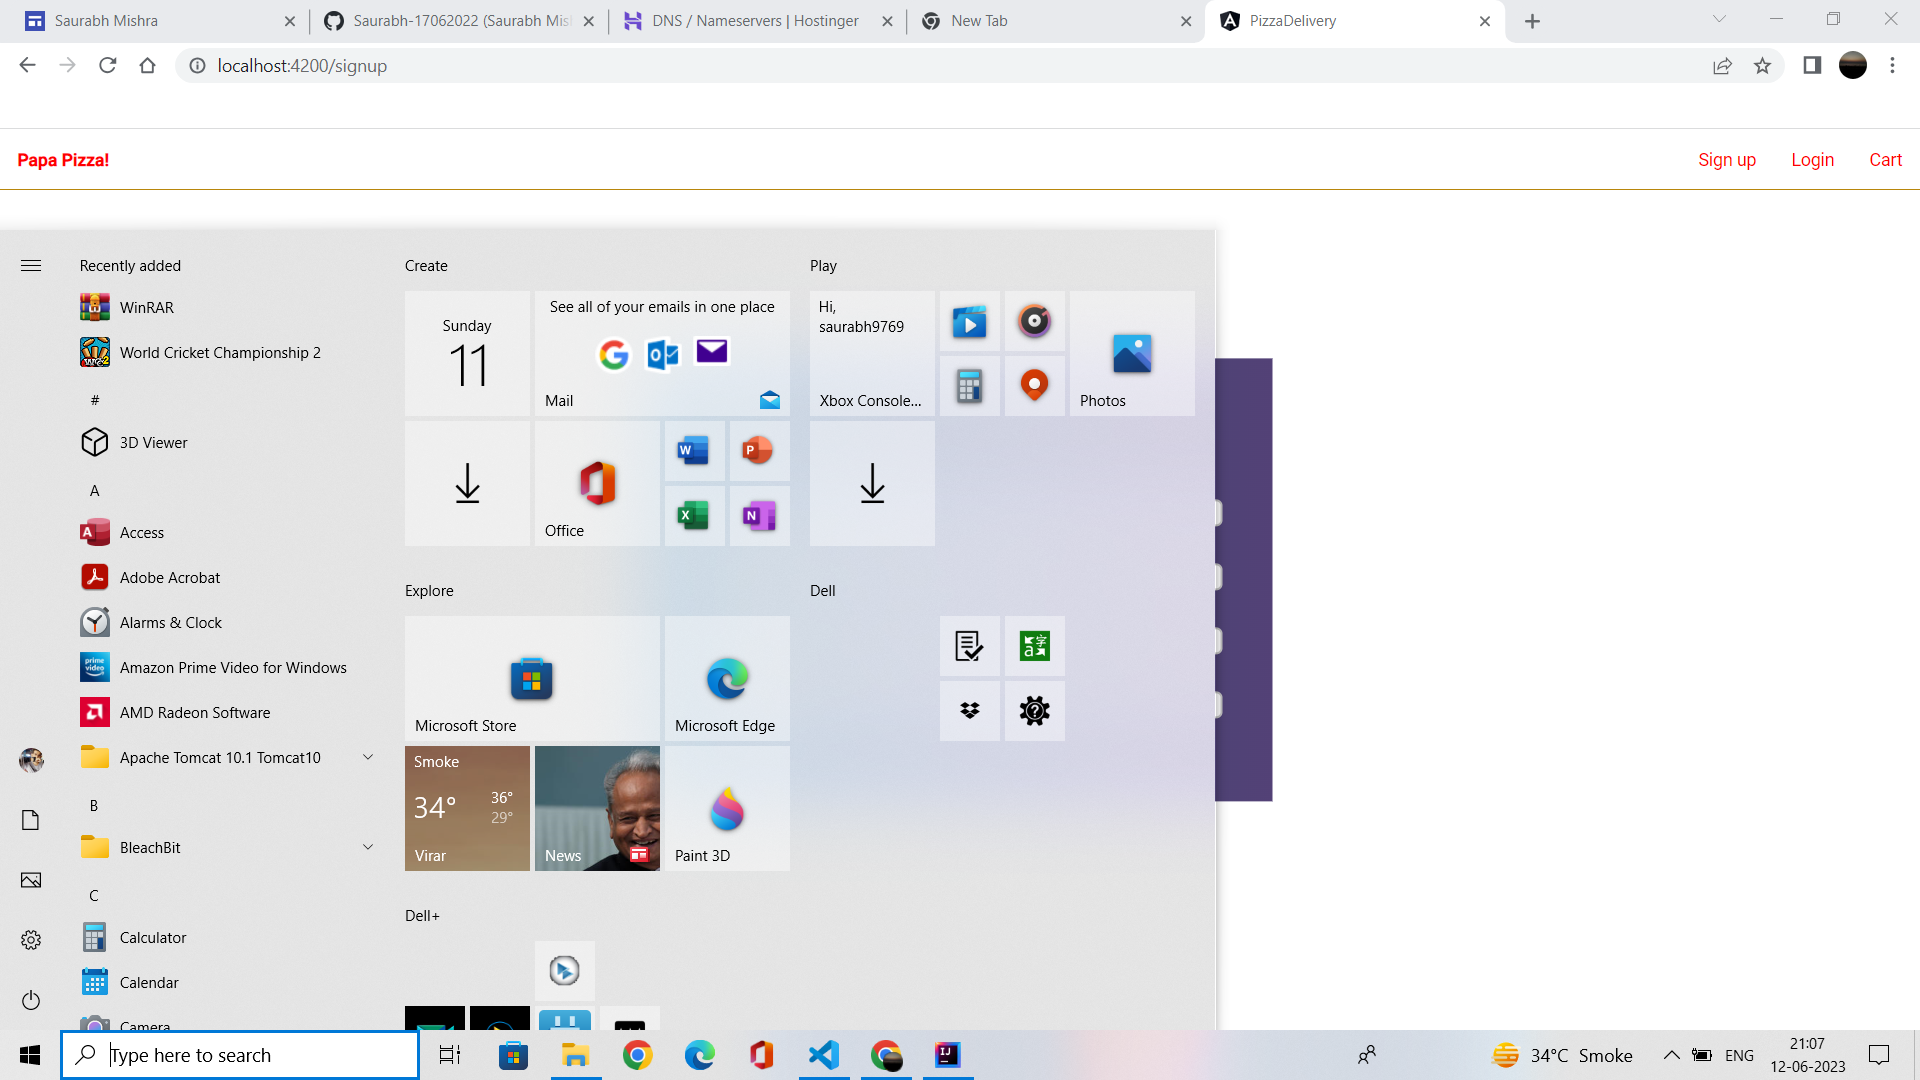 Saurabh Mishra
Saurabh-17062022 (Saurabh Mis
DNS / Nameservers | Hostinger
New Tab
PizzaDelivery
localhost:4200/signup
Papa Pizza!
Sign up
Login
Cart
Recently added
WinRAR
World Cricket Championship 2
#
3D Viewer
A
Access
Adobe Acrobat
Alarms & Clock
Amazon Prime Video for Windows
AMD Radeon Software
Apache Tomcat 10.1 Tomcat10
B
BleachBit
C
Calculator
Calendar
Camera
Create
Sunday
11
See all of your emails in one place
Mail
Office
Play
Hi,
saurabh9769
Xbox Console...
Photos
Explore
Microsoft Store
Microsoft Edge
Smoke
34°
36°
29°
Virar
News
Paint 3D
Dell
Dell+
Type here to search
34°C Smoke
ENG
21:07
12-06-2023